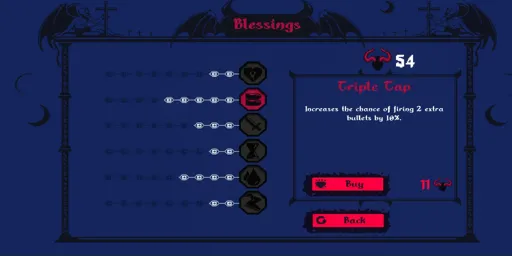 Blessings
54
Triple Tap
Increases the chance of firing 2 extra
bullets by 10%.
Buy
11
Back